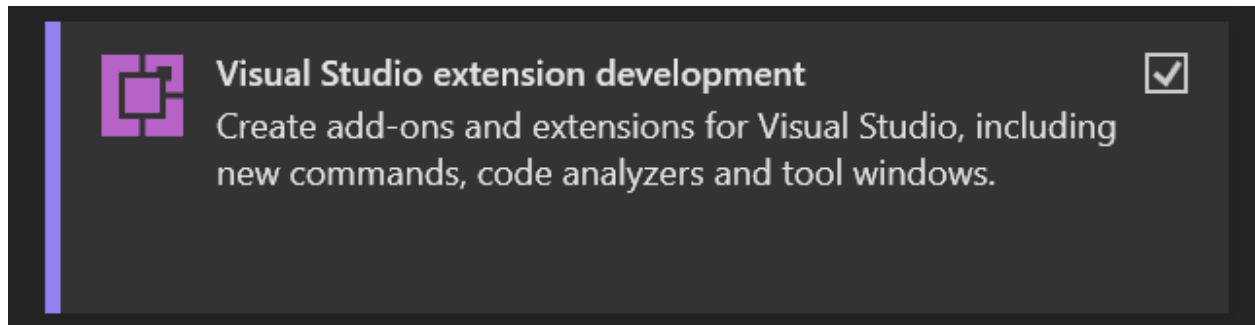 Visual Studio extension development
Create add-ons and extensions for Visual Studio, including
new commands, code analyzers and tool windows.